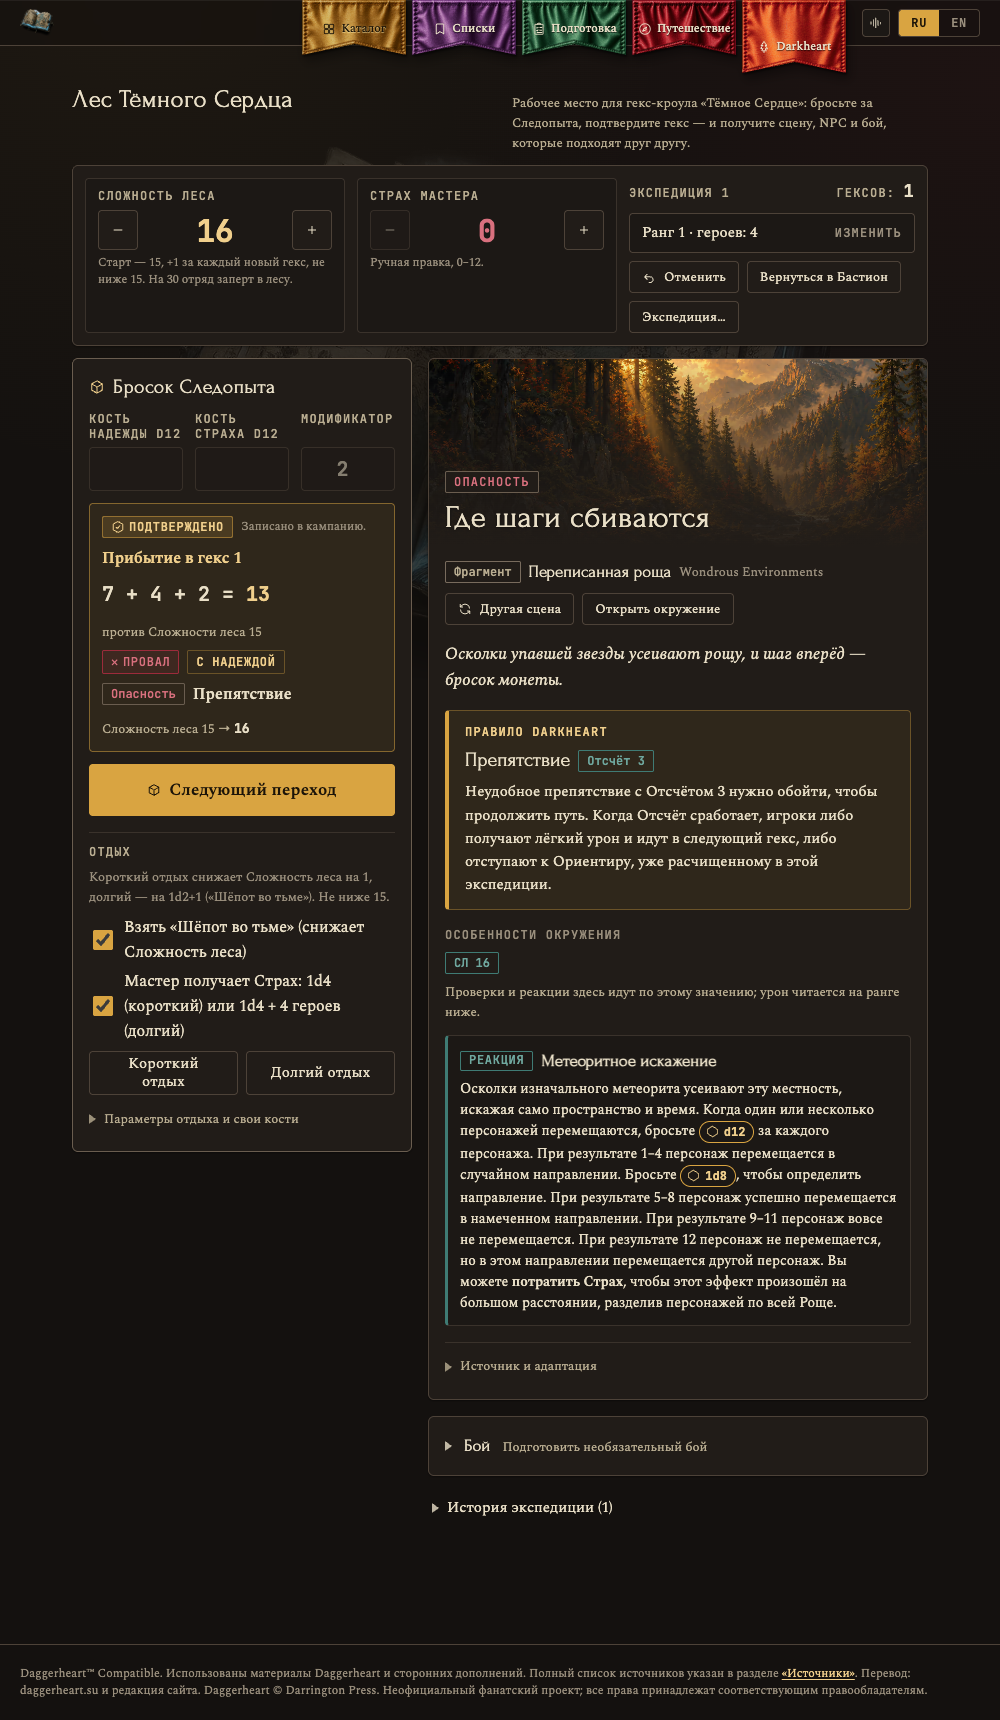 Каталог
Списки
Подготовка
Путешествие
Darkheart
RU
EN
Лес Тёмного Сердца
Рабочее место для гекс-кроула «Тёмное Сердце»: бросьте за
Следопыта, подтвердите гекс — и получите сцену, NPC и бой,
которые подходят друг другу.
СЛОЖНОСТЬ ЛЕСА
− 16 +
Старт — 15, +1 за каждый новый гекс, не
ниже 15. На 30 отряд заперт в лесу.
СТРАХ МАСТЕРА
− 0 +
Ручная правка, 0–12.
ЭКСПЕДИЦИЯ 1
ГЕКСОВ: 1
Ранг 1 · героев: 4
ИЗМЕНИТЬ
Отменить
Вернуться в Бастион
Экспедиция…
Бросок Следопыта
КОСТЬ
НАДЕЖДЫ D12
КОСТЬ
СТРАХА D12
МОДИФИКАТОР
2
ПОДТВЕРЖДЕНО
Записано в кампанию.
Прибытие в гекс 1
7 + 4 + 2 = 13
против Сложности леса 15
× ПРОВАЛ
С НАДЕЖДОЙ
Опасность
Препятствие
Сложность леса 15 → 16
Следующий переход
ОТДЫХ
Короткий отдых снижает Сложность леса на 1,
долгий — на 1d2+1 («Шёпот во тьме»). Не ниже 15.
Взять «Шёпот во тьме» (снижает
Сложность леса)
Мастер получает Страх: 1d4
(короткий) или 1d4 + 4 героев
(долгий)
Короткий
отдых
Долгий отдых
Параметры отдыха и свои кости
ОПАСНОСТЬ
Где шаги сбиваются
Фрагмент
Переписанная роща
Wondrous Environments
Другая сцена
Открыть окружение
Осколки упавшей звезды усеивают рощу, и шаг вперёд —
бросок монеты.
ПРАВИЛО DARKHEART
Препятствие
Отсчёт 3
Неудобное препятствие с Отсчётом 3 нужно обойти, чтобы
продолжить путь. Когда Отсчёт сработает, игроки либо
получают лёгкий урон и идут в следующий гекс, либо
отступают к Ориентиру, уже расчищенному в этой
экспедиции.
ОСОБЕННОСТИ ОКРУЖЕНИЯ
СЛ 16
Проверки и реакции здесь идут по этому значению; урон читается на ранге
ниже.
РЕАКЦИЯ
Метеоритное искажение
Осколки изначального метеорита усеивают эту местность,
искажая само пространство и время. Когда один или несколько
персонажей перемещаются, бросьте d12 за каждого
персонажа. При результате 1–4 персонаж перемещается в
случайном направлении. Бросьте 1d8, чтобы определить
направление. При результате 5–8 персонаж успешно перемещается
в намеченном направлении. При результате 9–11 персонаж вовсе
не перемещается. При результате 12 персонаж не перемещается,
но в этом направлении перемещается другой персонаж. Вы
можете потратить Страх, чтобы этот эффект произошёл на
большом расстоянии, разделив персонажей по всей Роще.
Источник и адаптация
Бой
Подготовить необязательный бой
История экспедиции (1)
Daggerheart™ Compatible. Использованы материалы Daggerheart и сторонних дополнений. Полный список источников указан в разделе «Источники». Перевод:
daggerheart.su и редакция сайта. Daggerheart © Darrington Press. Неофициальный фанатский проект; все права принадлежат соответствующим правообладателям.